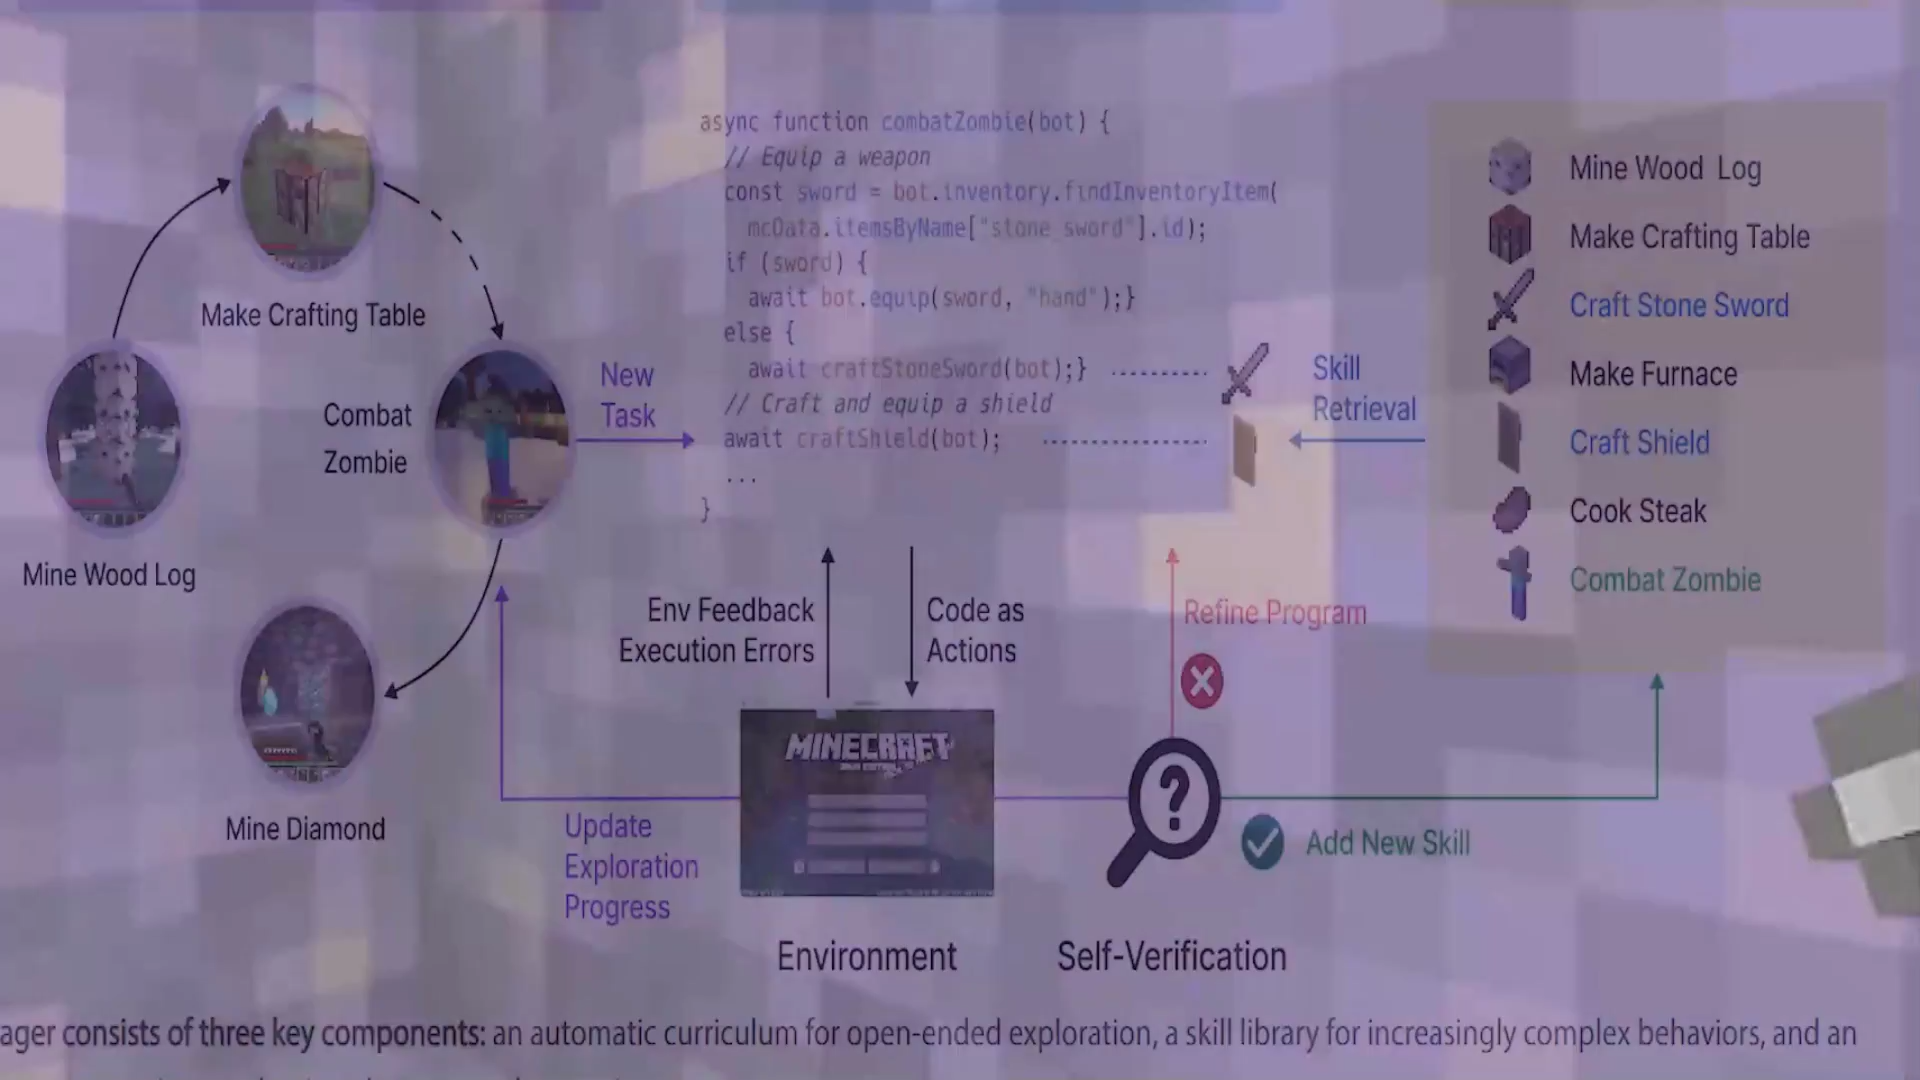 Make Crafting Table
Mine Wood Log
Combat
Zombie
Mine Diamond
New
Task
async function combatZombie(bot) {
// Equip a weapon
const sword = bot.inventory.findInventoryItem(
mcData.itemsByName["stone_sword"].id);
if (sword) {
await bot.equip(sword, "hand");}
else {
await craftStoneSword(bot);}
// Craft and equip a shield
await craftShield(bot);
...
}
Skill
Retrieval
Mine Wood Log
Make Crafting Table
Craft Stone Sword
Make Furnace
Craft Shield
Cook Steak
Combat Zombie
Env Feedback
Execution Errors
Code as
Actions
Refine Program
MINECRAFT
Update
Exploration
Progress
?
Add New Skill
Environment
Self-Verification
ager consists of three key components: an automatic curriculum for open-ended exploration, a skill library for increasingly complex behaviors, and an